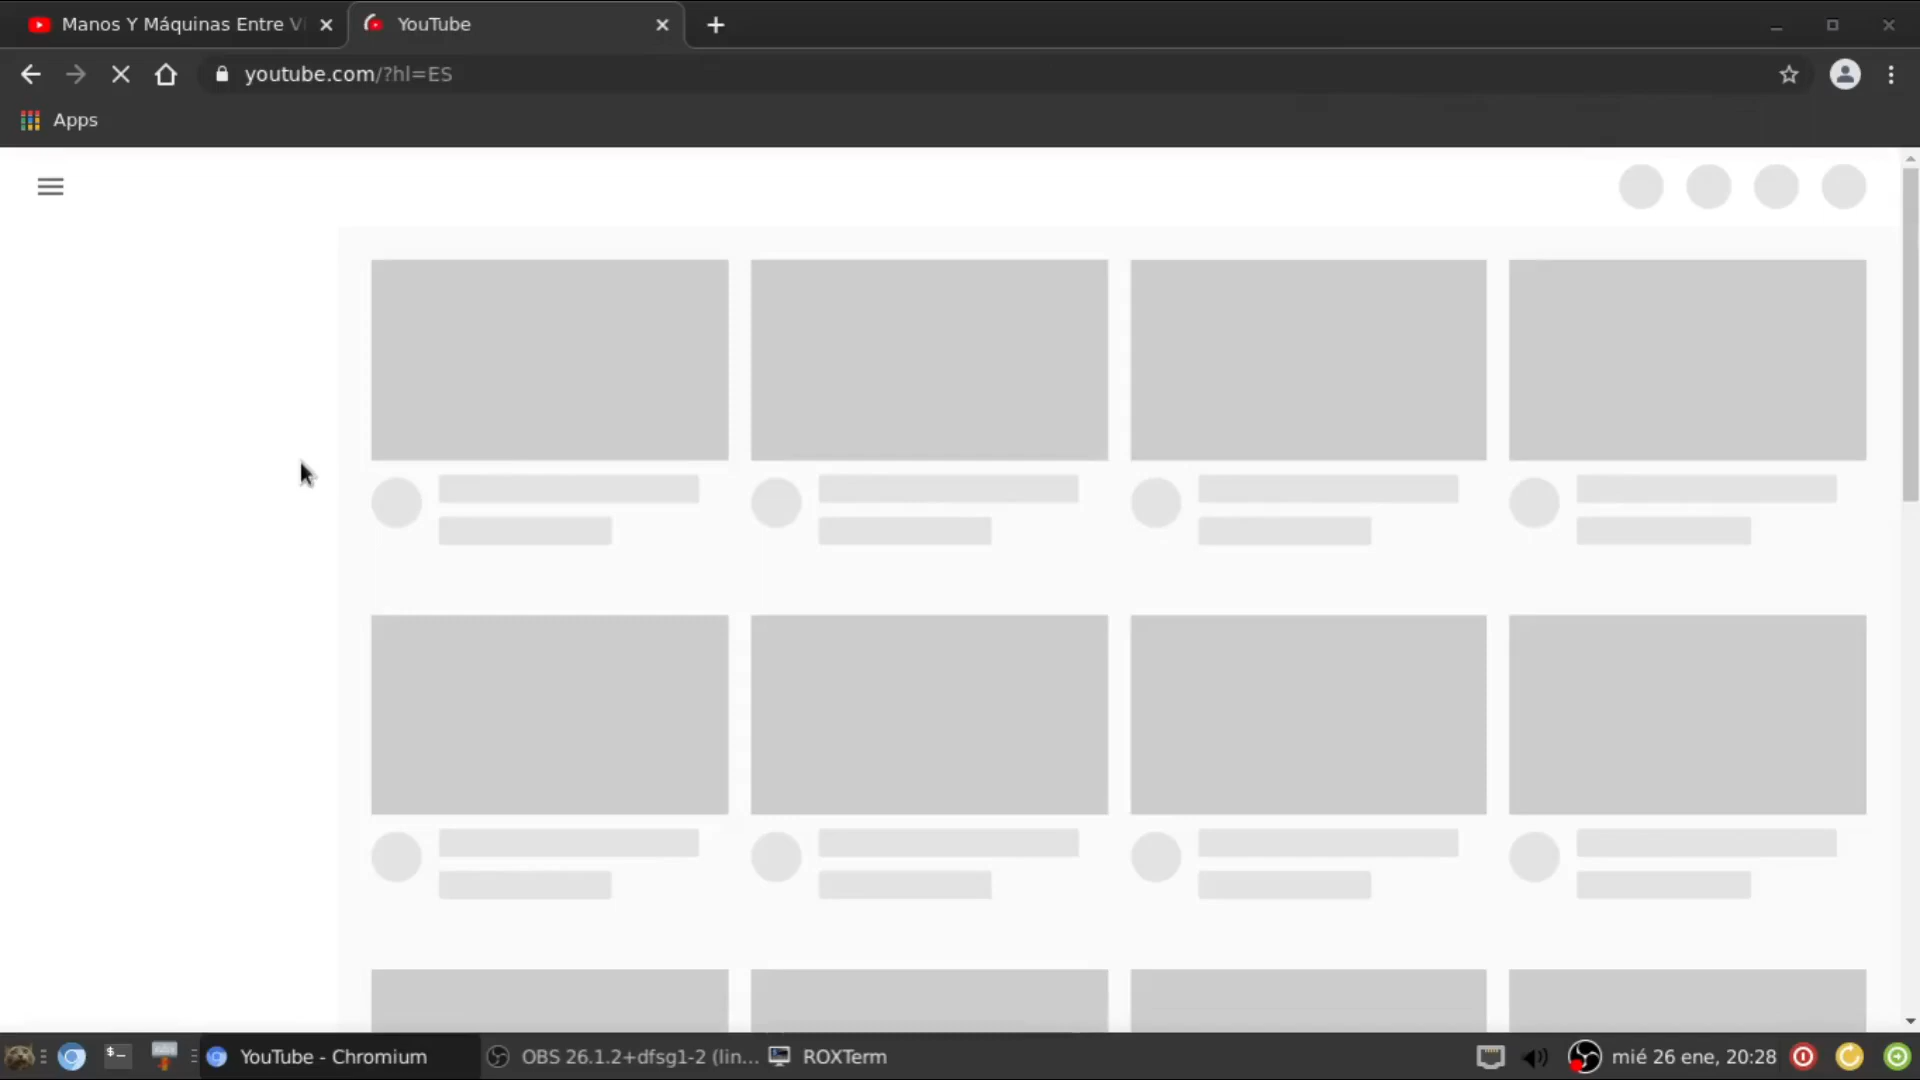 Manos Y Máquinas Entre Vi
YouTube
youtube.com/?hl=ES
Apps
YouTube - Chromium
OBS 26.1.2+dfsg1-2 (lin...
ROXTerm
mié 26 ene, 20:28